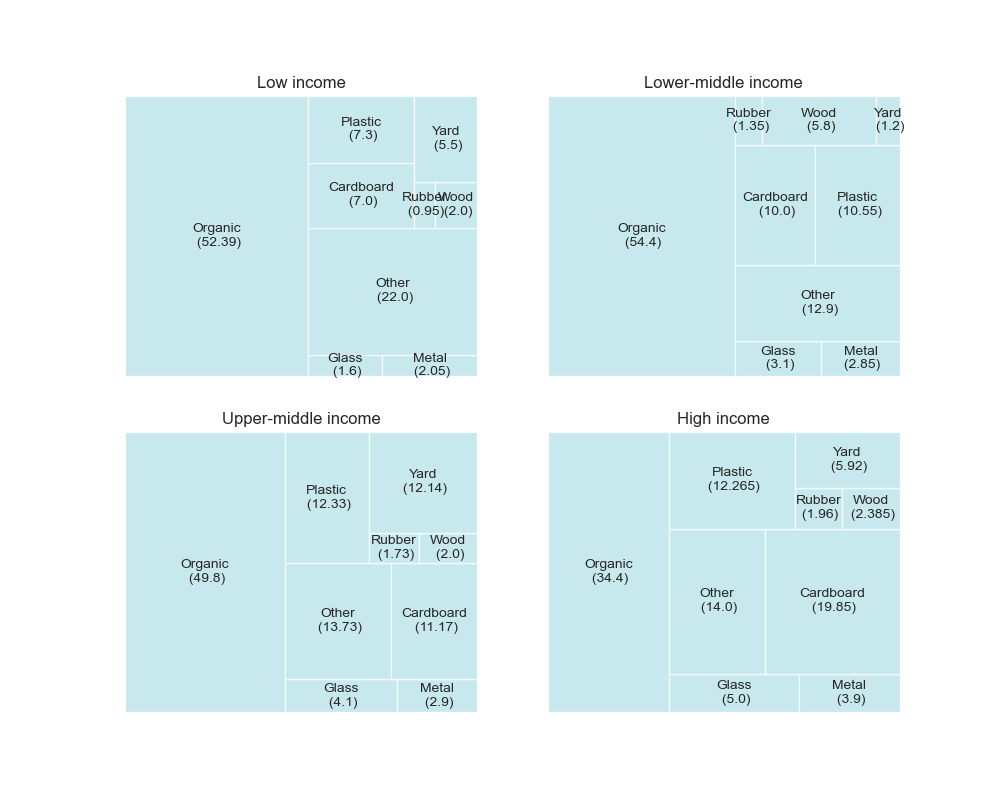 Low income
Organic
(52.39)
Plastic
(7.3)
Yard
(5.5)
Cardboard
(7.0)
Rubber
(0.95)
Wood
(2.0)
Other
(22.0)
Glass
(1.6)
Metal
(2.05)
Lower-middle income
Organic
(54.4)
Rubber
(1.35)
Wood
(5.8)
Yard
(1.2)
Cardboard
(10.0)
Plastic
(10.55)
Other
(12.9)
Glass
(3.1)
Metal
(2.85)
Upper-middle income
Organic
(49.8)
Plastic
(12.33)
Yard
(12.14)
Rubber
(1.73)
Wood
(2.0)
Other
(13.73)
Cardboard
(11.17)
Glass
(4.1)
Metal
(2.9)
High income
Organic
(34.4)
Plastic
(12.265)
Yard
(5.92)
Rubber
(1.96)
Wood
(2.385)
Other
(14.0)
Cardboard
(19.85)
Glass
(5.0)
Metal
(3.9)